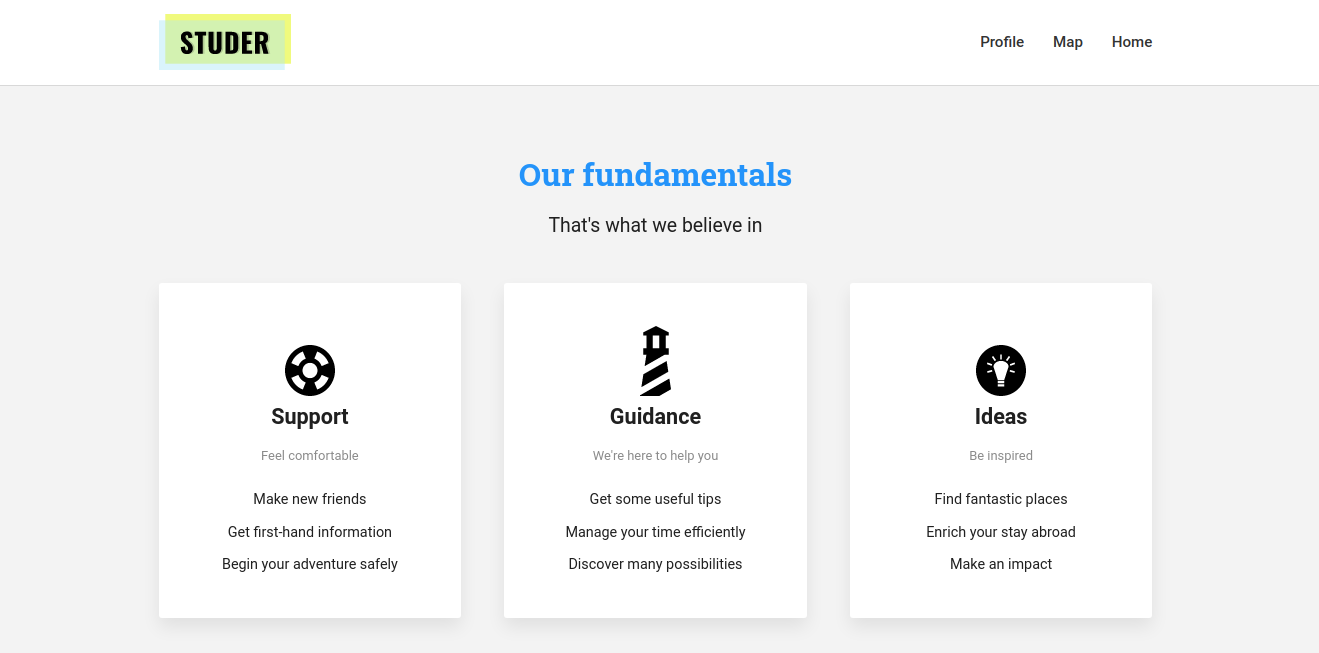 STUDER
Profile Map Home
Our fundamentals
That's what we believe in
Support
Feel comfortable
Make new friends
Get first-hand information
Begin your adventure safely
Guidance
We're here to help you
Get some useful tips
Manage your time efficiently
Discover many possibilities
Ideas
Be inspired
Find fantastic places
Enrich your stay abroad
Make an impact